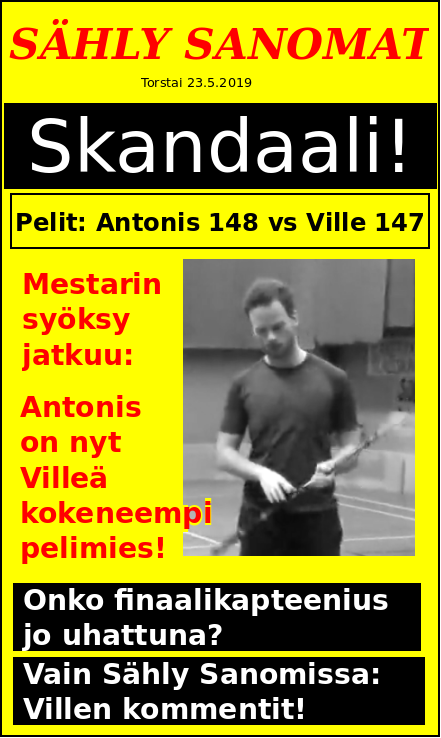 SÄHLY SANOMAT
Torstai 23.5.2019
Skandaali!
Pelit: Antonis 148 vs Ville 147
Mestarin
syöksy
jatkuu:
Antonis
on nyt
Villeä
kokeneempi
pelimies!
Onko finaalikapteenius
jo uhattuna?
Vain Sähly Sanomissa:
Villen kommentit!